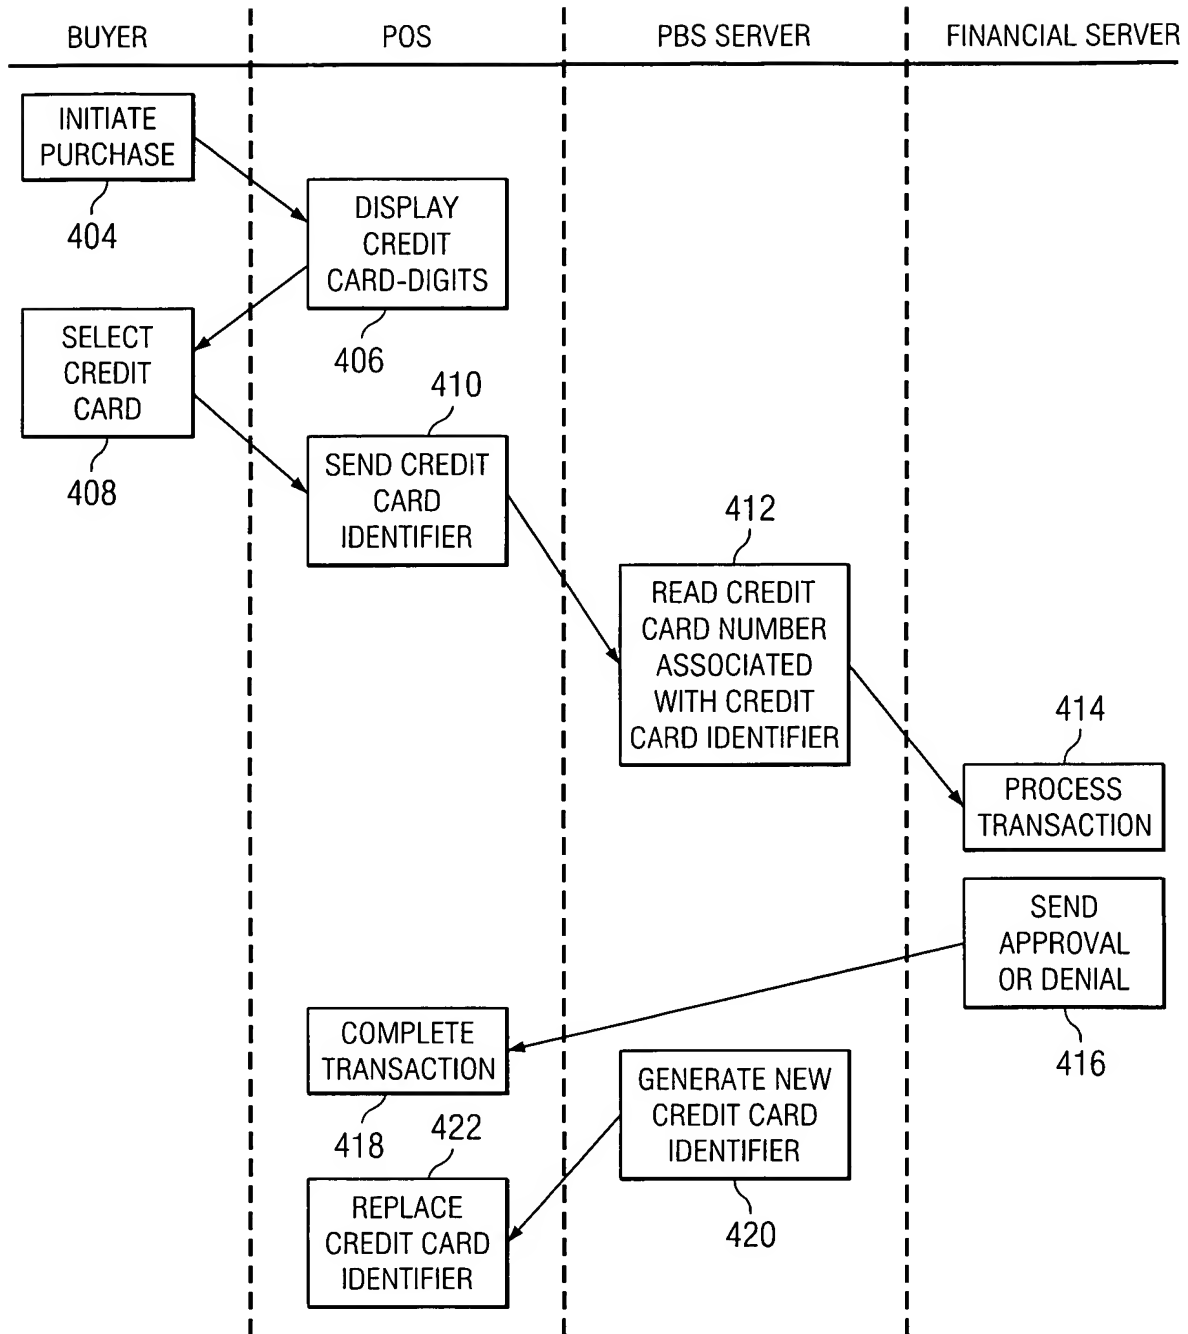 BUYER
POS
PBS SERVER
FINANCIAL SERVER
INITIATE
PURCHASE
404
DISPLAY
CREDIT
CARD-DIGITS
406
SELECT
CREDIT
CARD
408
410
SEND CREDIT
CARD
IDENTIFIER
412
READ CREDIT
CARD NUMBER
ASSOCIATED
WITH CREDIT
CARD IDENTIFIER
414
PROCESS
TRANSACTION
SEND
APPROVAL
OR DENIAL
416
COMPLETE
TRANSACTION
418
GENERATE NEW
CREDIT CARD
IDENTIFIER
420
422
REPLACE
CREDIT CARD
IDENTIFIER